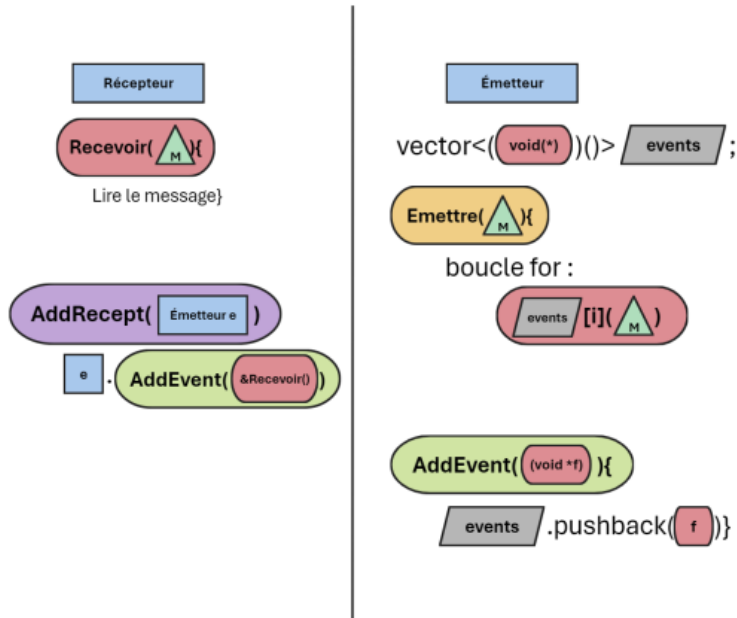 Récepteur
Recevoir( M ){
Lire le message}
AddRecept( Émetteur e )
e . AddEvent( &Recevoir() )
Émetteur
vector<( void(*) )()> events ;
Emettre( M ){
boucle for :
events [i]( M )
AddEvent( (void *f) ){
events .pushback( f )}